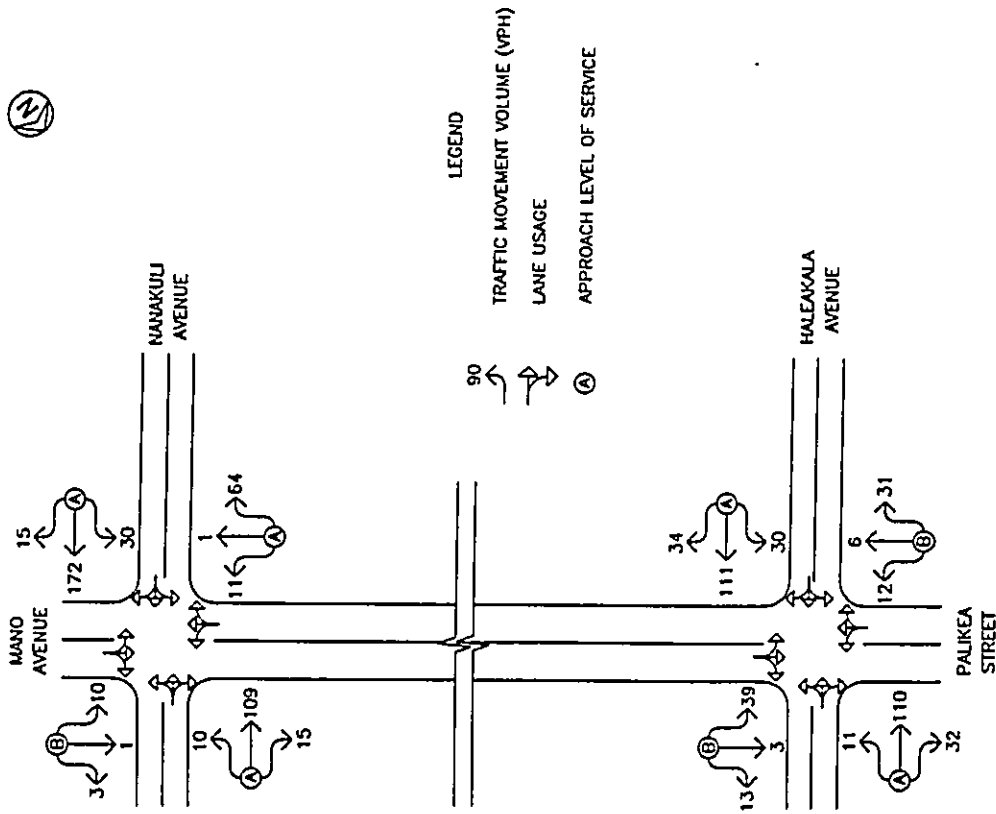 N
MANO
AVENUE
NANAKULI
AVENUE
15
A
172
30
1
64
11
A
B
10
3
1
10
109
A
15
LEGEND
90
TRAFFIC MOVEMENT VOLUME (VPH)
LANE USAGE
A
APPROACH LEVEL OF SERVICE
34
A
111
30
HALEAKALA
AVENUE
6
31
12
B
B
39
13
3
11
110
A
32
PALIKEA
STREET